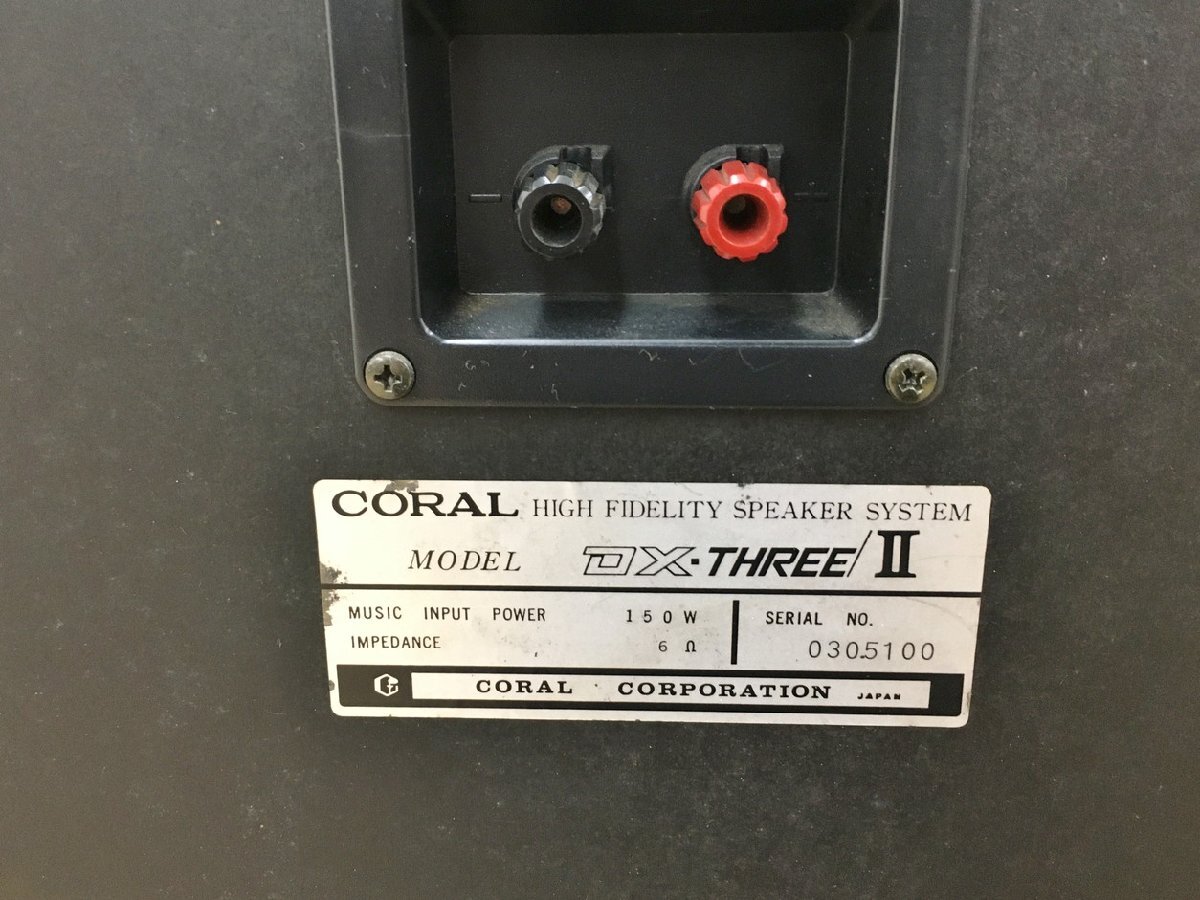 CORAL HIGH FIDELITY SPEAKER SYSTEM
MODEL DX-THREE/II
MUSIC INPUT POWER 150W
IMPEDANCE 6Ω
SERIAL NO.
0305100
CORAL CORPORATION JAPAN